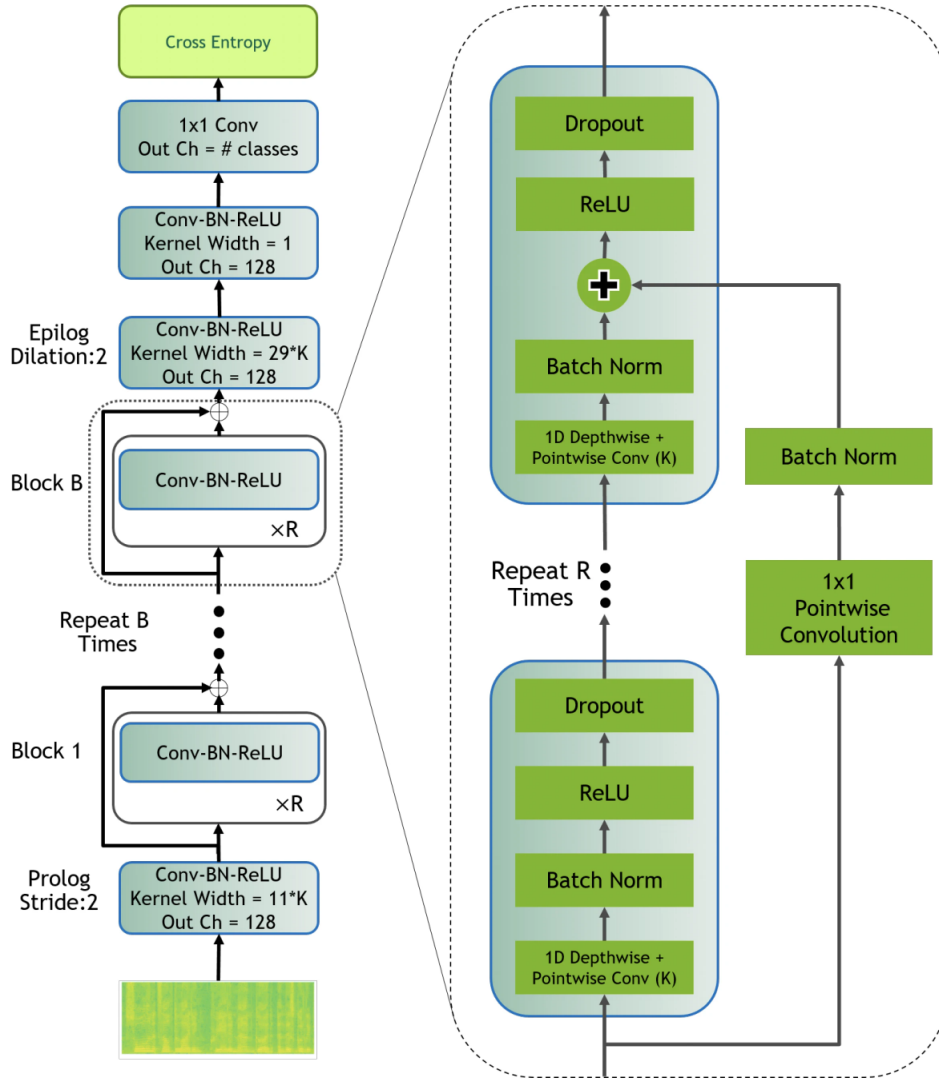 Cross Entropy
1x1 Conv
Out Ch = # classes
Conv-BN-ReLU
Kernel Width = 1
Out Ch = 128
Epilog
Dilation:2
Conv-BN-ReLU
Kernel Width = 29*K
Out Ch = 128
Block B
Conv-BN-ReLU
×R
Repeat B
Times
Block 1
Conv-BN-ReLU
×R
Prolog
Stride:2
Conv-BN-ReLU
Kernel Width = 11*K
Out Ch = 128
Dropout
ReLU
Batch Norm
1D Depthwise +
Pointwise Conv (K)
Repeat R
Times
Dropout
ReLU
Batch Norm
1D Depthwise +
Pointwise Conv (K)
Batch Norm
1x1
Pointwise
Convolution